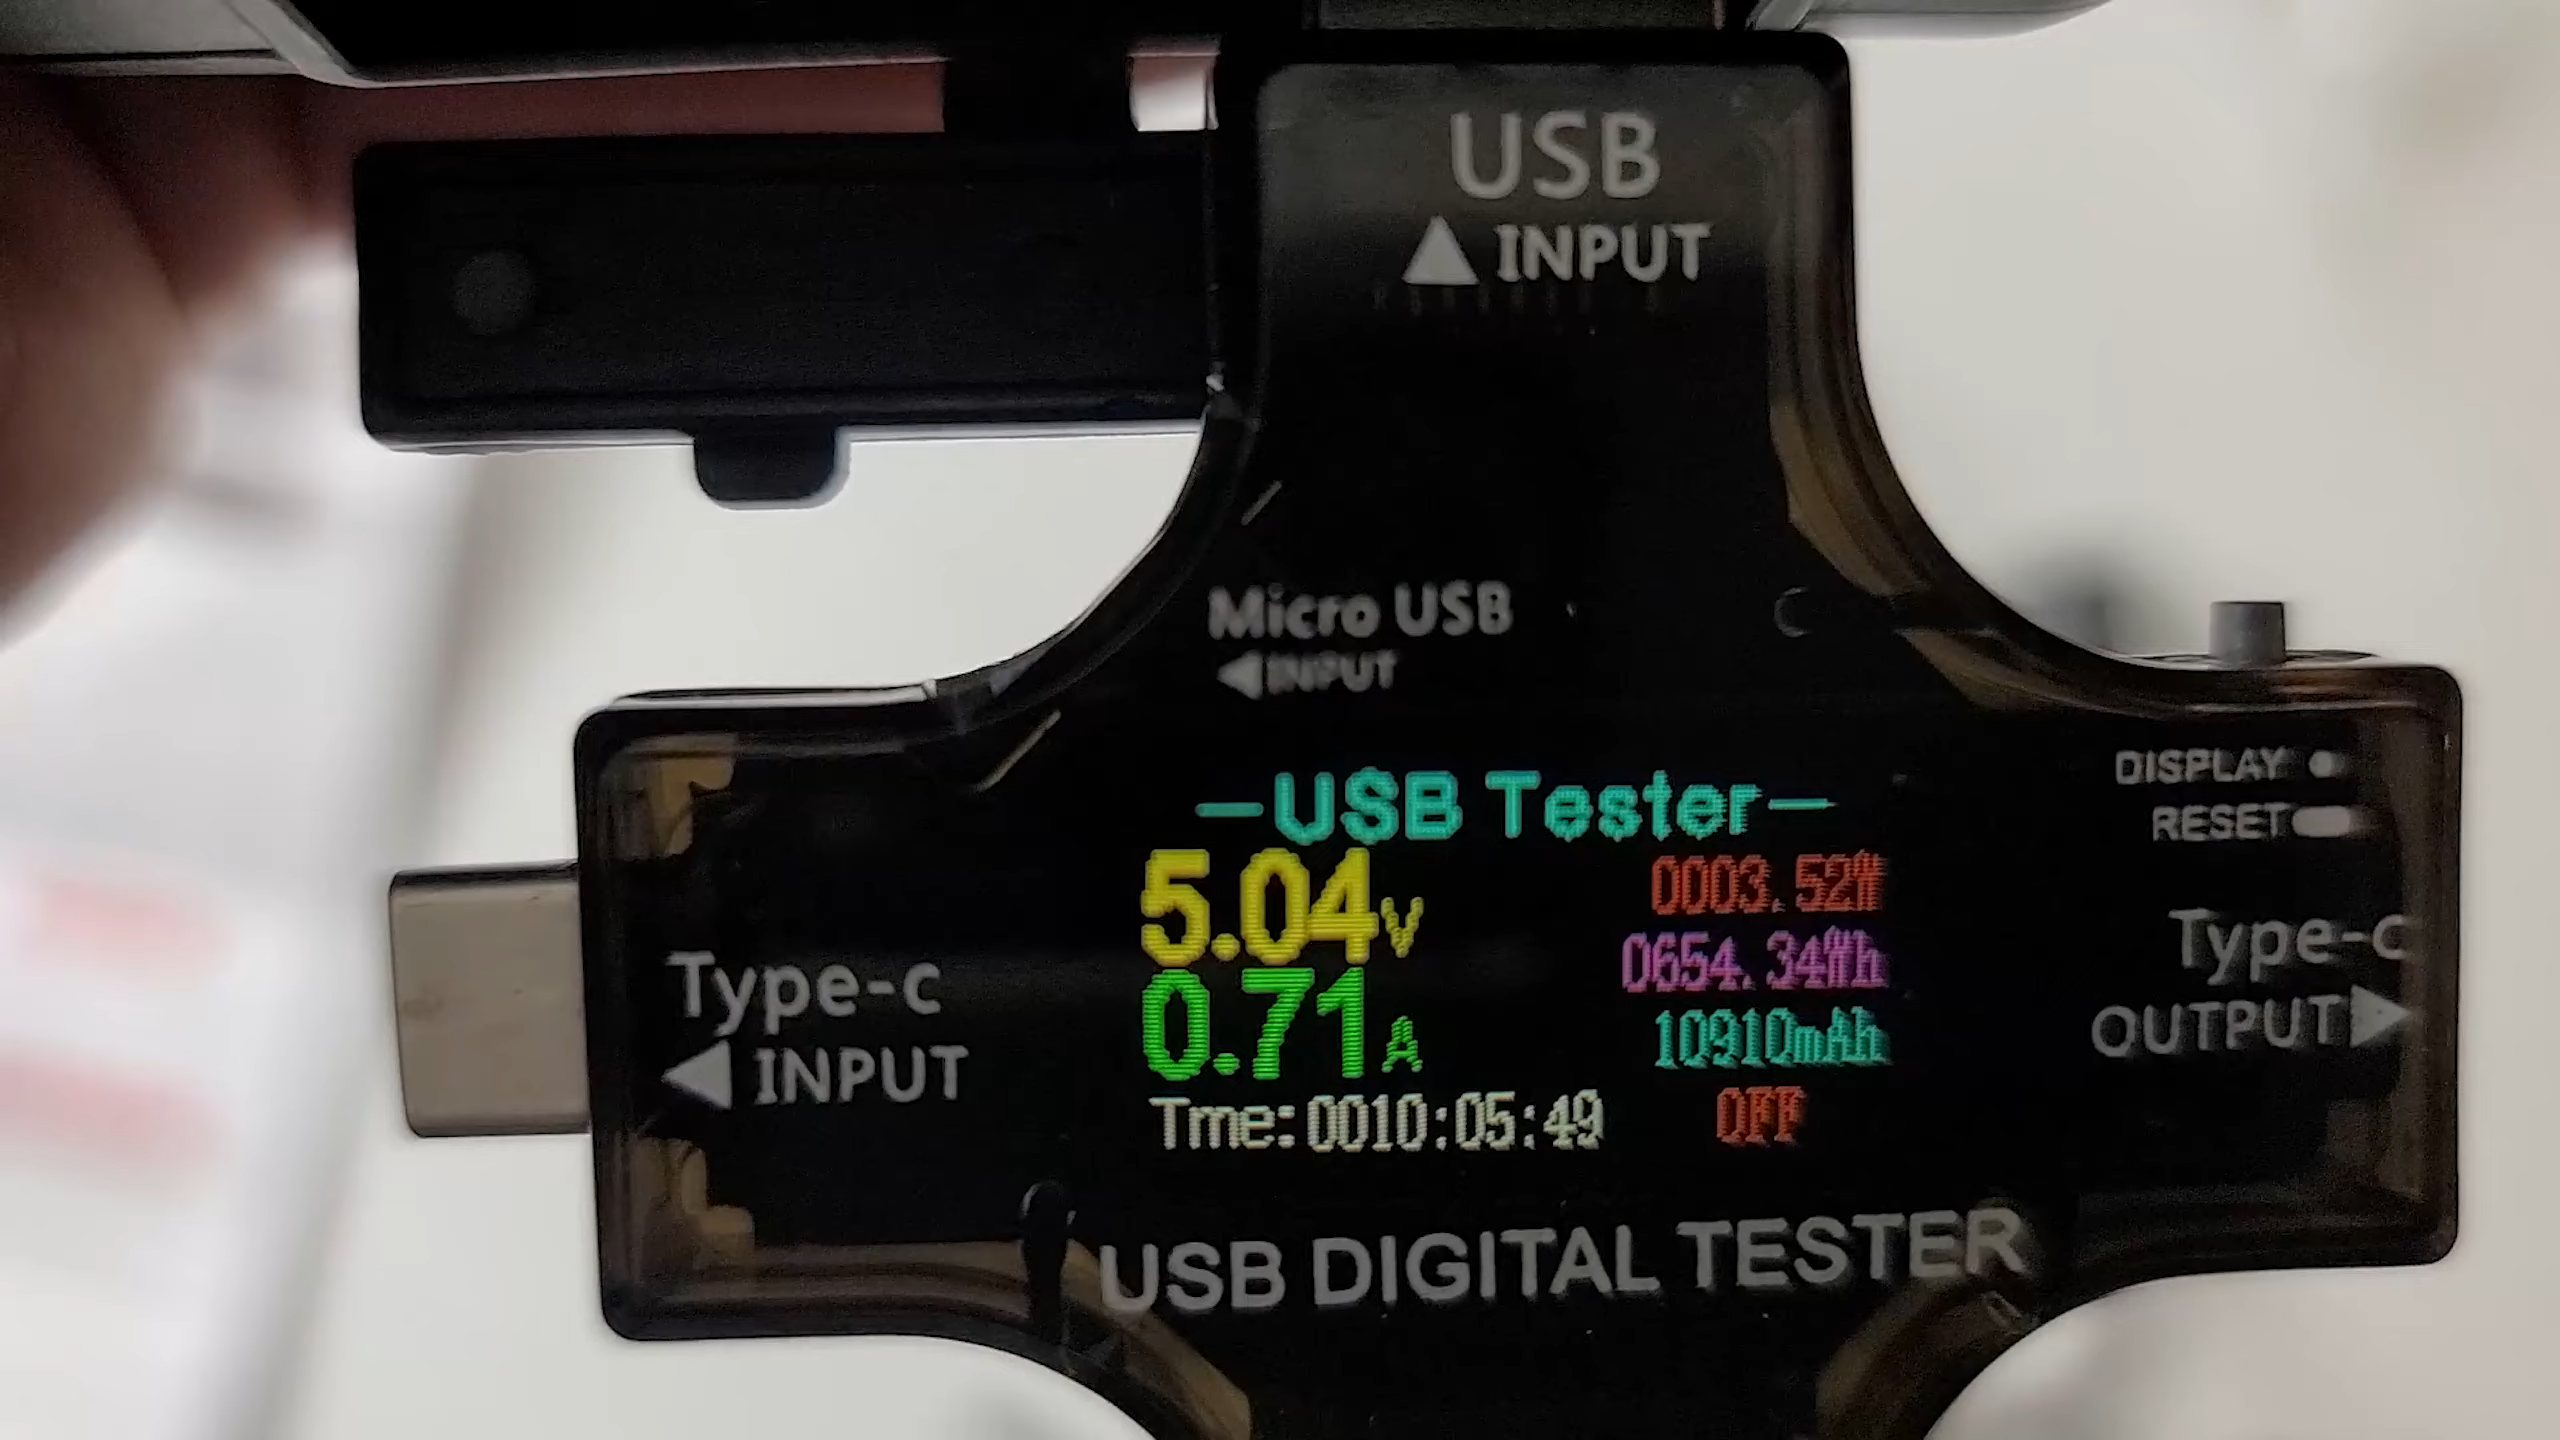 USB
▲ INPUT
Micro USB
◀INPUT
—USB Tester—
5.04V
0003.52W
0654.34Wh
0.71A
10910mAh
Tme: 0010:05:49
OFF
DISPLAY ●
RESET
Type-c
◀ INPUT
Type-c
OUTPUT▶
USB DIGITAL TESTER